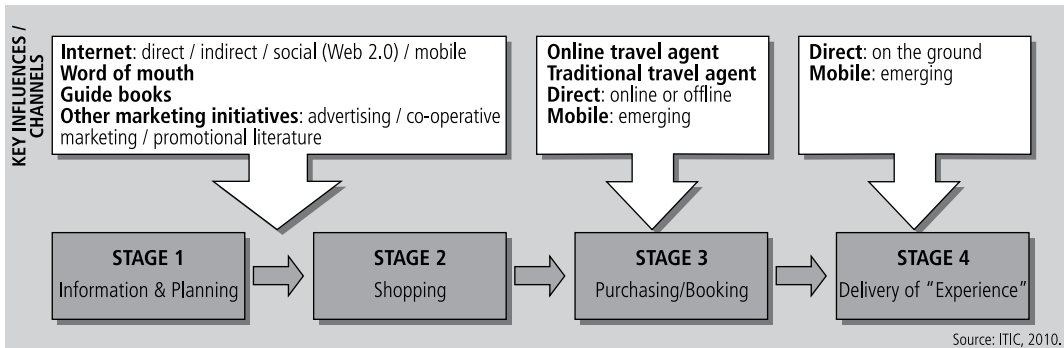 KEY INFLUENCES /
CHANNELS
Internet: direct / indirect / social (Web 2.0) / mobile
Word of mouth
Guide books
Other marketing initiatives: advertising / co-operative
marketing / promotional literature
Online travel agent
Traditional travel agent
Direct: online or offline
Mobile: emerging
Direct: on the ground
Mobile: emerging
STAGE 1
Information & Planning
STAGE 2
Shopping
STAGE 3
Purchasing/Booking
STAGE 4
Delivery of “Experience”
Source: ITIC, 2010.